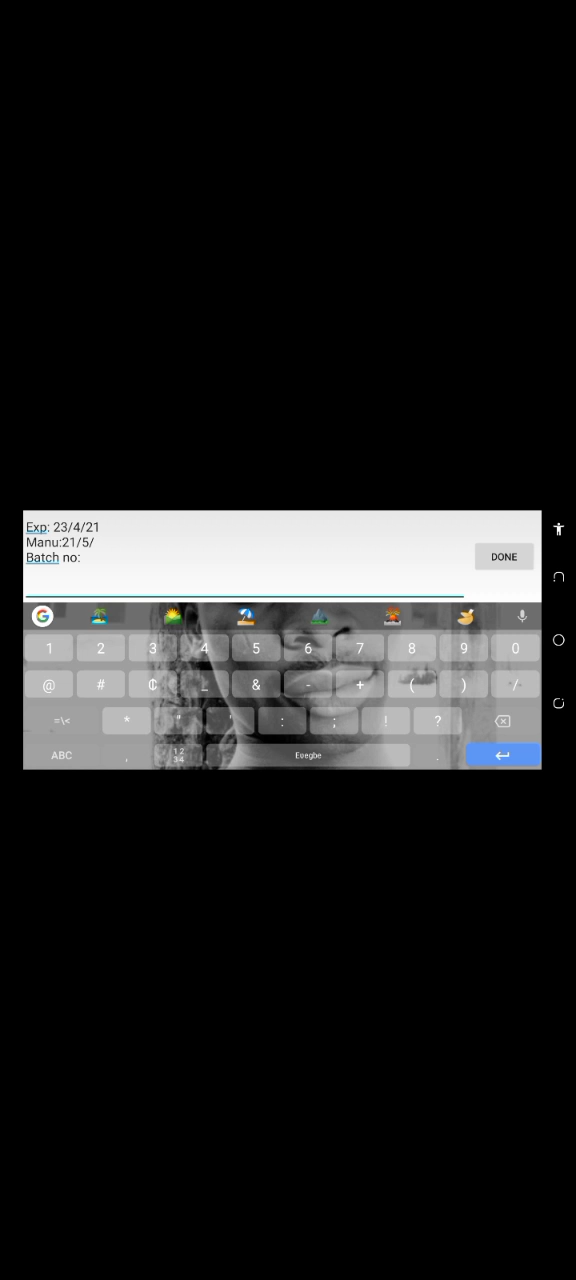 Exp: 23/4/21
Manu:21/5/
Batch no:
DONE
1 2 3 4 5 6 7 8 9 0
@ # ₵ _ & - + ( ) /
=\< * " ' : ; ! ?
ABC , 1 2 3 4 Eʋegbe .